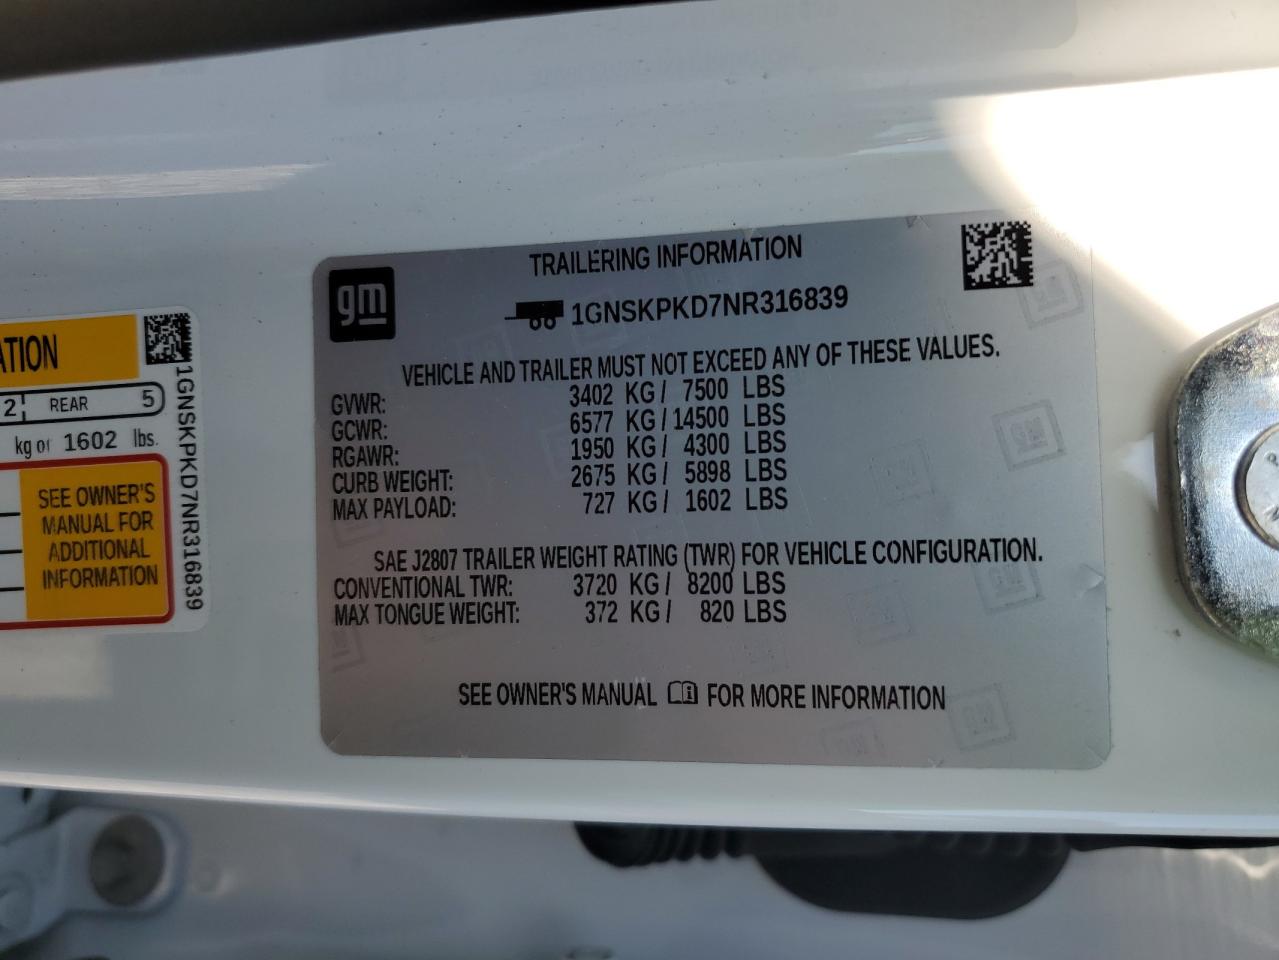 ATION
2 REAR 5
kg or 1602 lbs.
SEE OWNER'S
MANUAL FOR
ADDITIONAL
INFORMATION
1GNSKPKD7NR316839
gm
TRAILERING INFORMATION
1GNSKPKD7NR316839
VEHICLE AND TRAILER MUST NOT EXCEED ANY OF THESE VALUES.
GVWR: 3402 KG/ 7500 LBS
GCWR: 6577 KG/14500 LBS
RGAWR: 1950 KG/ 4300 LBS
CURB WEIGHT: 2675 KG/ 5898 LBS
MAX PAYLOAD: 727 KG/ 1602 LBS
SAE J2807 TRAILER WEIGHT RATING (TWR) FOR VEHICLE CONFIGURATION.
CONVENTIONAL TWR: 3720 KG/ 8200 LBS
MAX TONGUE WEIGHT: 372 KG/ 820 LBS
SEE OWNER'S MANUAL FOR MORE INFORMATION